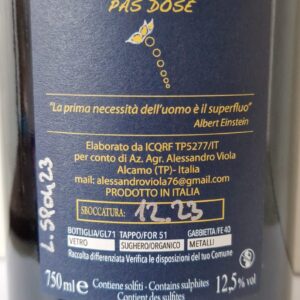 PAS DOSÉ
"La prima necessità dell'uomo è il superfluo"
Albert Einstein
Elaborato da ICQRF TP5277/IT
per conto di Az. Agr. Alessandro Viola
Alcamo (TP)- Italia
mail: alessandroviola76@gmail.com
PRODOTTO IN ITALIA
SBOCCATURA: 12.23
BOTTIGLIA/GL71 TAPPO/FOR 51 GABBIETTA/FE 40
VETRO SUGHERO/ORGANICO METALLI
Raccolta differenziata Verifica le disposizioni del tuo Comune
750 ml e Contiene solfiti - Contains sulphites 12,5% vol
Contient des sulfites